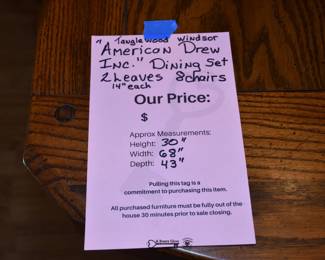 " Tanglewood Windsor
"American Drew
Inc." Dining Set
2 Leaves 8 chairs
14" each
Our Price:
$
Approx Measurements:
Height: 30"
Width: 68"
Depth: 43"
Pulling this tag is a
commitment to purchasing this item.
All purchased furniture must be fully out of the
house 30 minutes prior to sale closing.